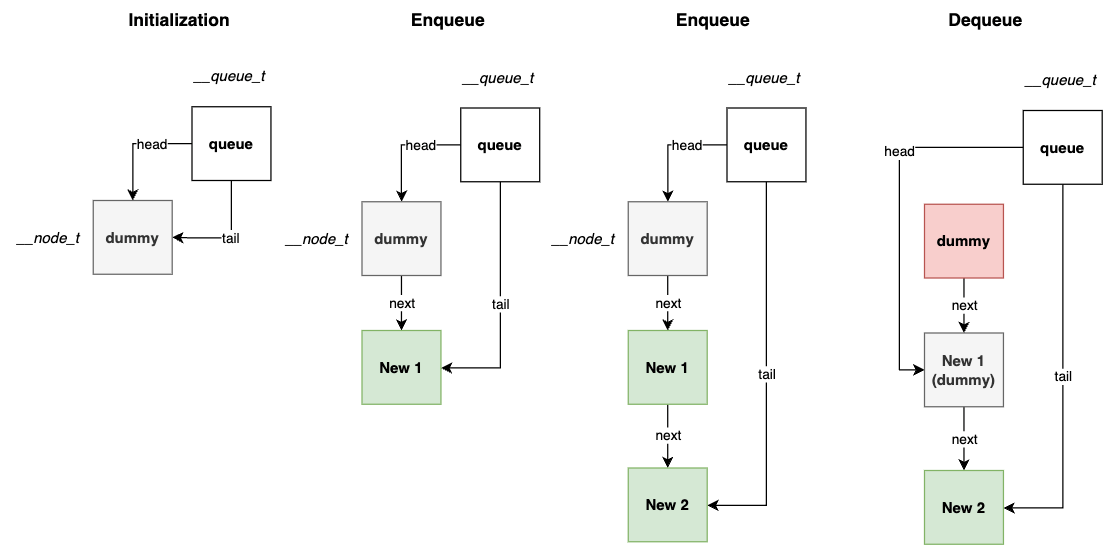 Initialization
Enqueue
Enqueue
Dequeue
__queue_t
queue
head
__node_t
dummy
tail
__queue_t
queue
head
__node_t
dummy
next
tail
New 1
__queue_t
queue
head
__node_t
dummy
next
New 1
tail
next
New 2
__queue_t
queue
head
dummy
next
New 1
(dummy)
tail
next
New 2